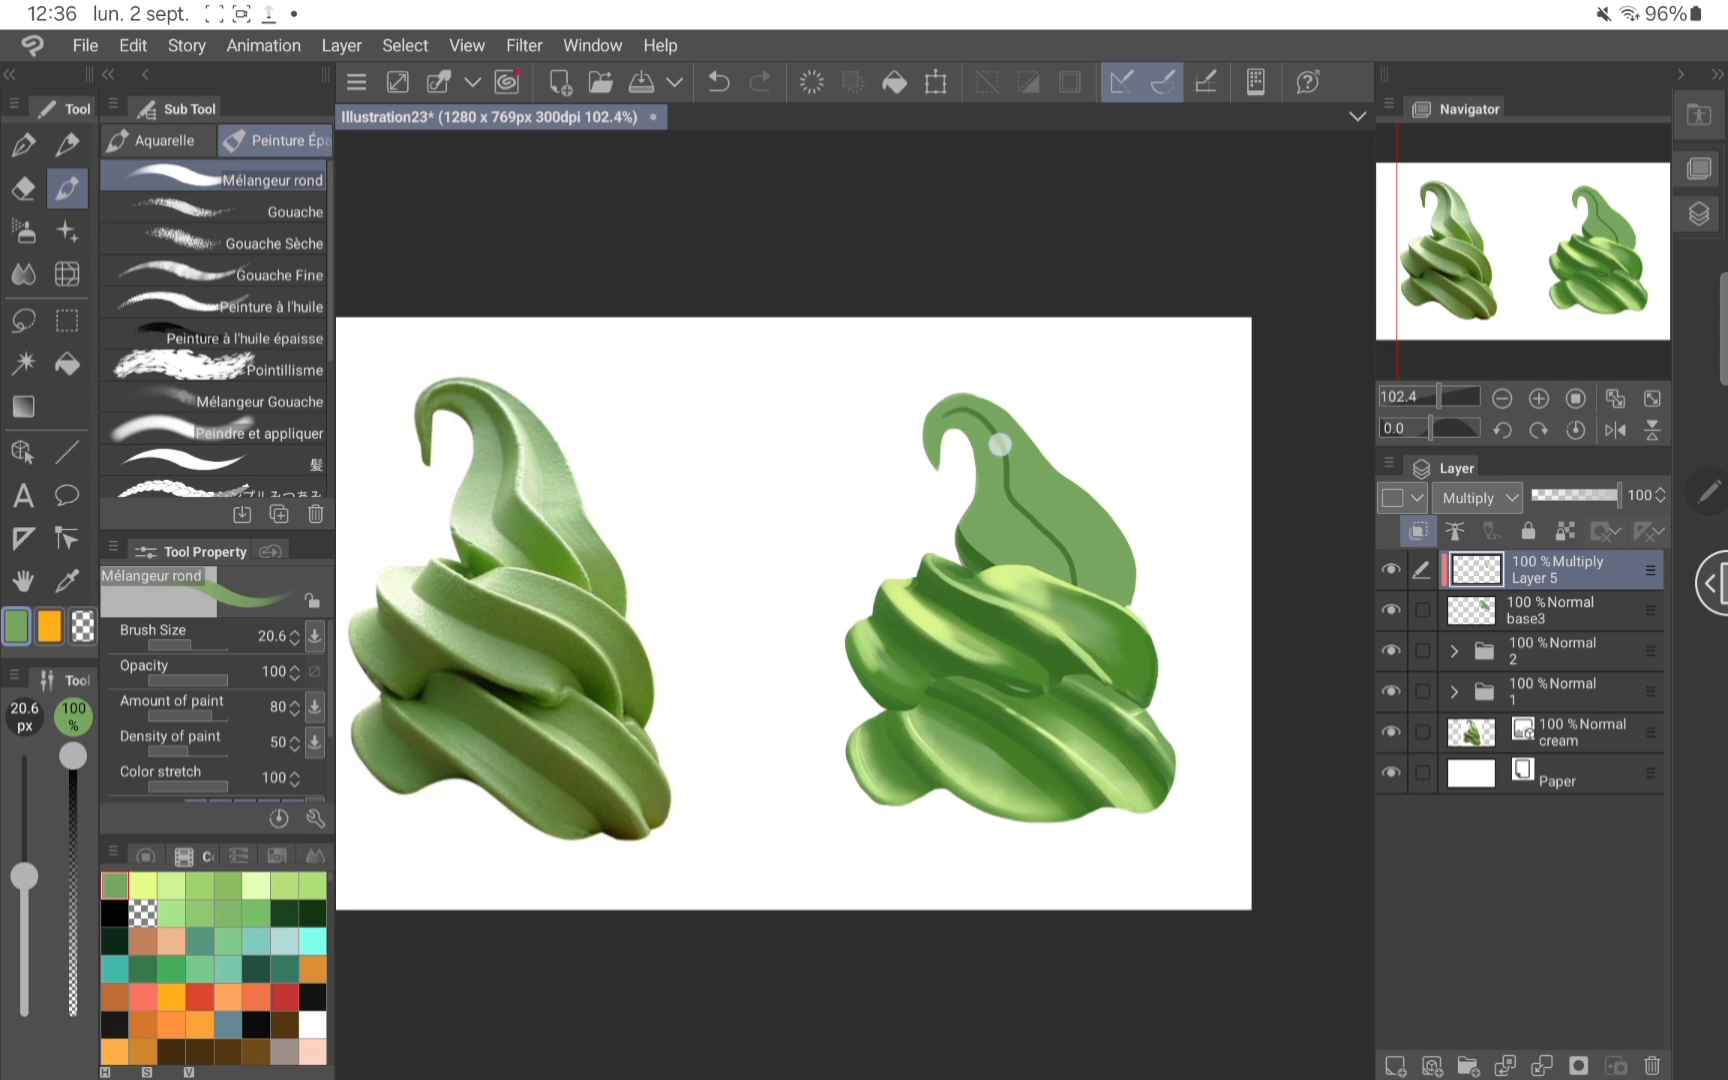 12:36 lun. 2 sept.
96%
File Edit Story Animation Layer Select View Filter Window Help
Tool
Sub Tool
Aquarelle
Peinture Épa
Mélangeur rond
Gouache
Gouache Sèche
Gouache Fine
Peinture à l'huile
Peinture à l'huile épaisse
Pointillisme
Mélangeur Gouache
Peindre et appliquer
髪
Tool Property
Mélangeur rond
Brush Size 20.6
Opacity 100
Amount of paint 80
Density of paint 50
Color stretch 100
Tool
20.6 px
100 %
H S V
Illustration23* (1280 x 769px 300dpi 102.4%)
Navigator
102.4
0.0
Layer
Multiply 100
100 %Multiply
Layer 5
100 %Normal
base3
100 %Normal
2
100 %Normal
1
100 %Normal
cream
Paper